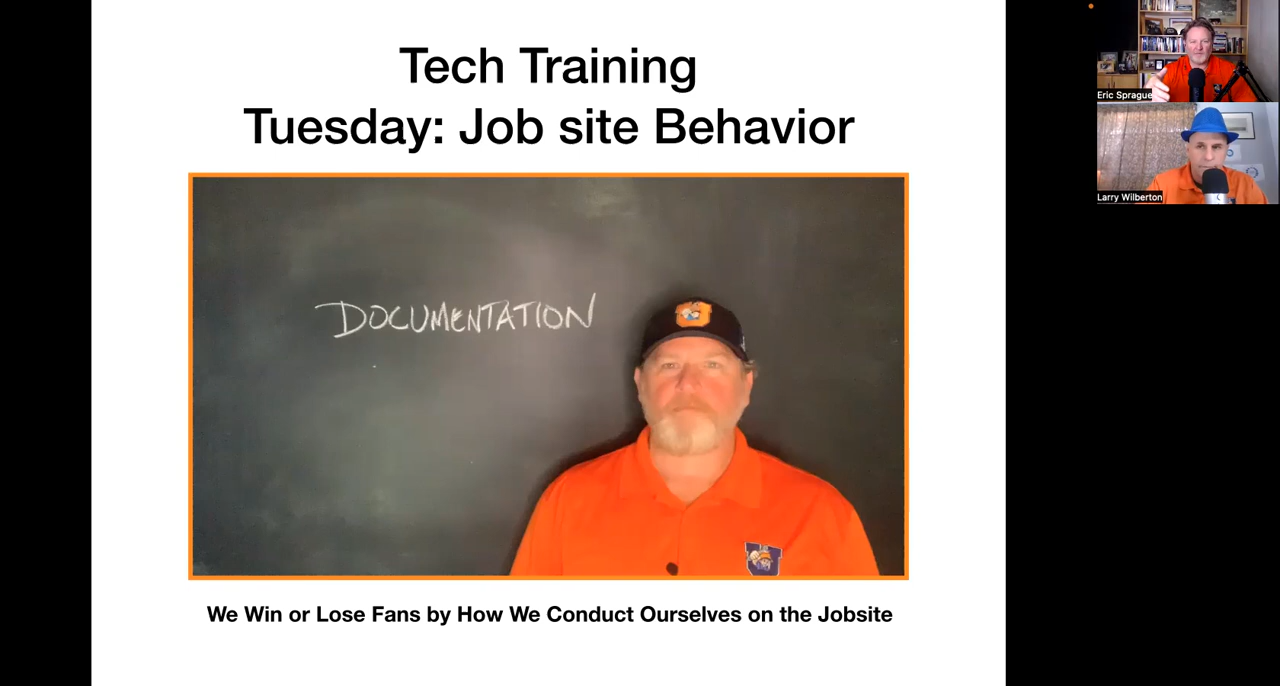 Tech Training
Tuesday: Job site Behavior
DOCUMENTATION
We Win or Lose Fans by How We Conduct Ourselves on the Jobsite
Eric Sprague
Larry Wilberton